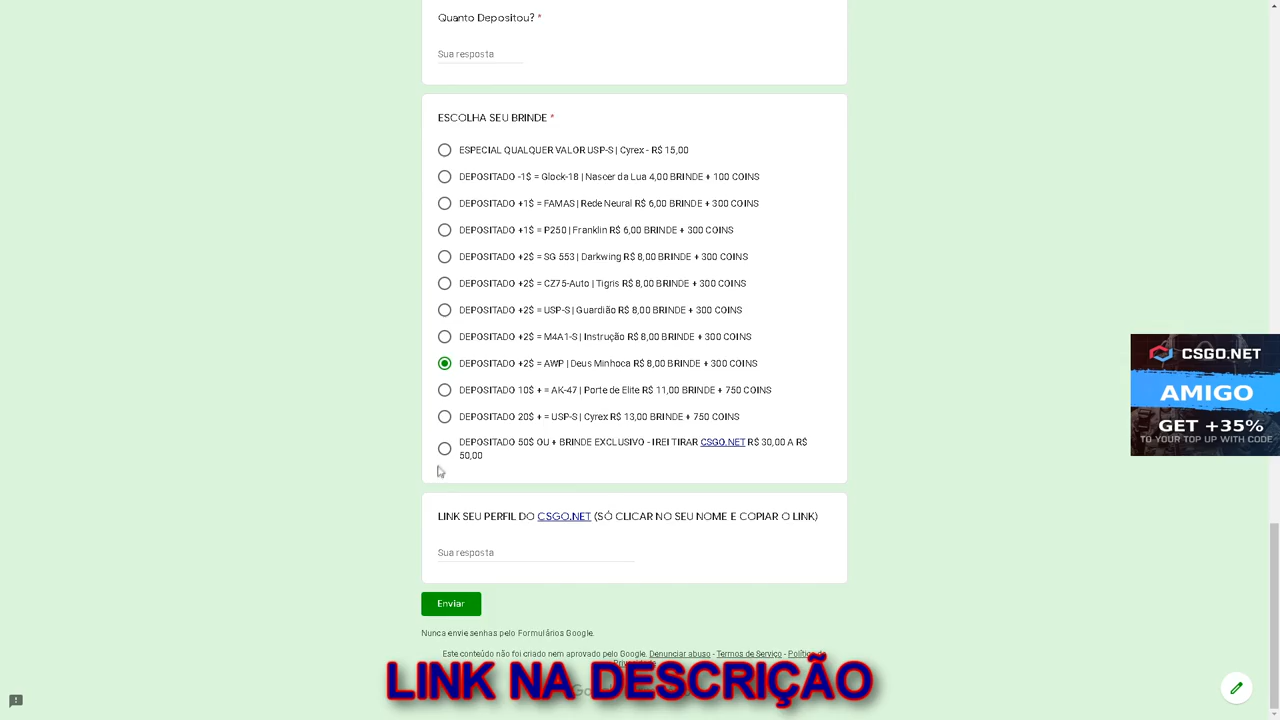 Quanto Depositou? *
Sua resposta
ESCOLHA SEU BRINDE *
ESPECIAL QUALQUER VALOR USP-S | Cyrex - R$ 15,00
DEPOSITADO -1$ = Glock-18 | Nascer da Lua 4,00 BRINDE + 100 COINS
DEPOSITADO +1$ = FAMAS | Rede Neural R$ 6,00 BRINDE + 300 COINS
DEPOSITADO +1$ = P250 | Franklin R$ 6,00 BRINDE + 300 COINS
DEPOSITADO +2$ = SG 553 | Darkwing R$ 8,00 BRINDE + 300 COINS
DEPOSITADO +2$ = CZ75-Auto | Tigris R$ 8,00 BRINDE + 300 COINS
DEPOSITADO +2$ = USP-S | Guardião R$ 8,00 BRINDE + 300 COINS
DEPOSITADO +2$ = M4A1-S | Instrução R$ 8,00 BRINDE + 300 COINS
DEPOSITADO +2$ = AWP | Deus Minhoca R$ 8,00 BRINDE + 300 COINS
DEPOSITADO 10$ + = AK-47 | Porte de Elite R$ 11,00 BRINDE + 750 COINS
DEPOSITADO 20$ + = USP-S | Cyrex R$ 13,00 BRINDE + 750 COINS
DEPOSITADO 50$ OU + BRINDE EXCLUSIVO - IREI TIRAR CSGO.NET R$ 30,00 A R$
50,00
CSGO.NET
AMIGO
GET +35%
TO YOUR TOP UP WITH CODE
LINK SEU PERFIL DO CSGO.NET (SÓ CLICAR NO SEU NOME E COPIAR O LINK)
Sua resposta
Enviar
Nunca envie senhas pelo Formulários Google.
Este conteúdo não foi criado nem aprovado pelo Google. Denunciar abuso - Termos de Serviço - Política de
Privacidade
LINK NA DESCRIÇÃO